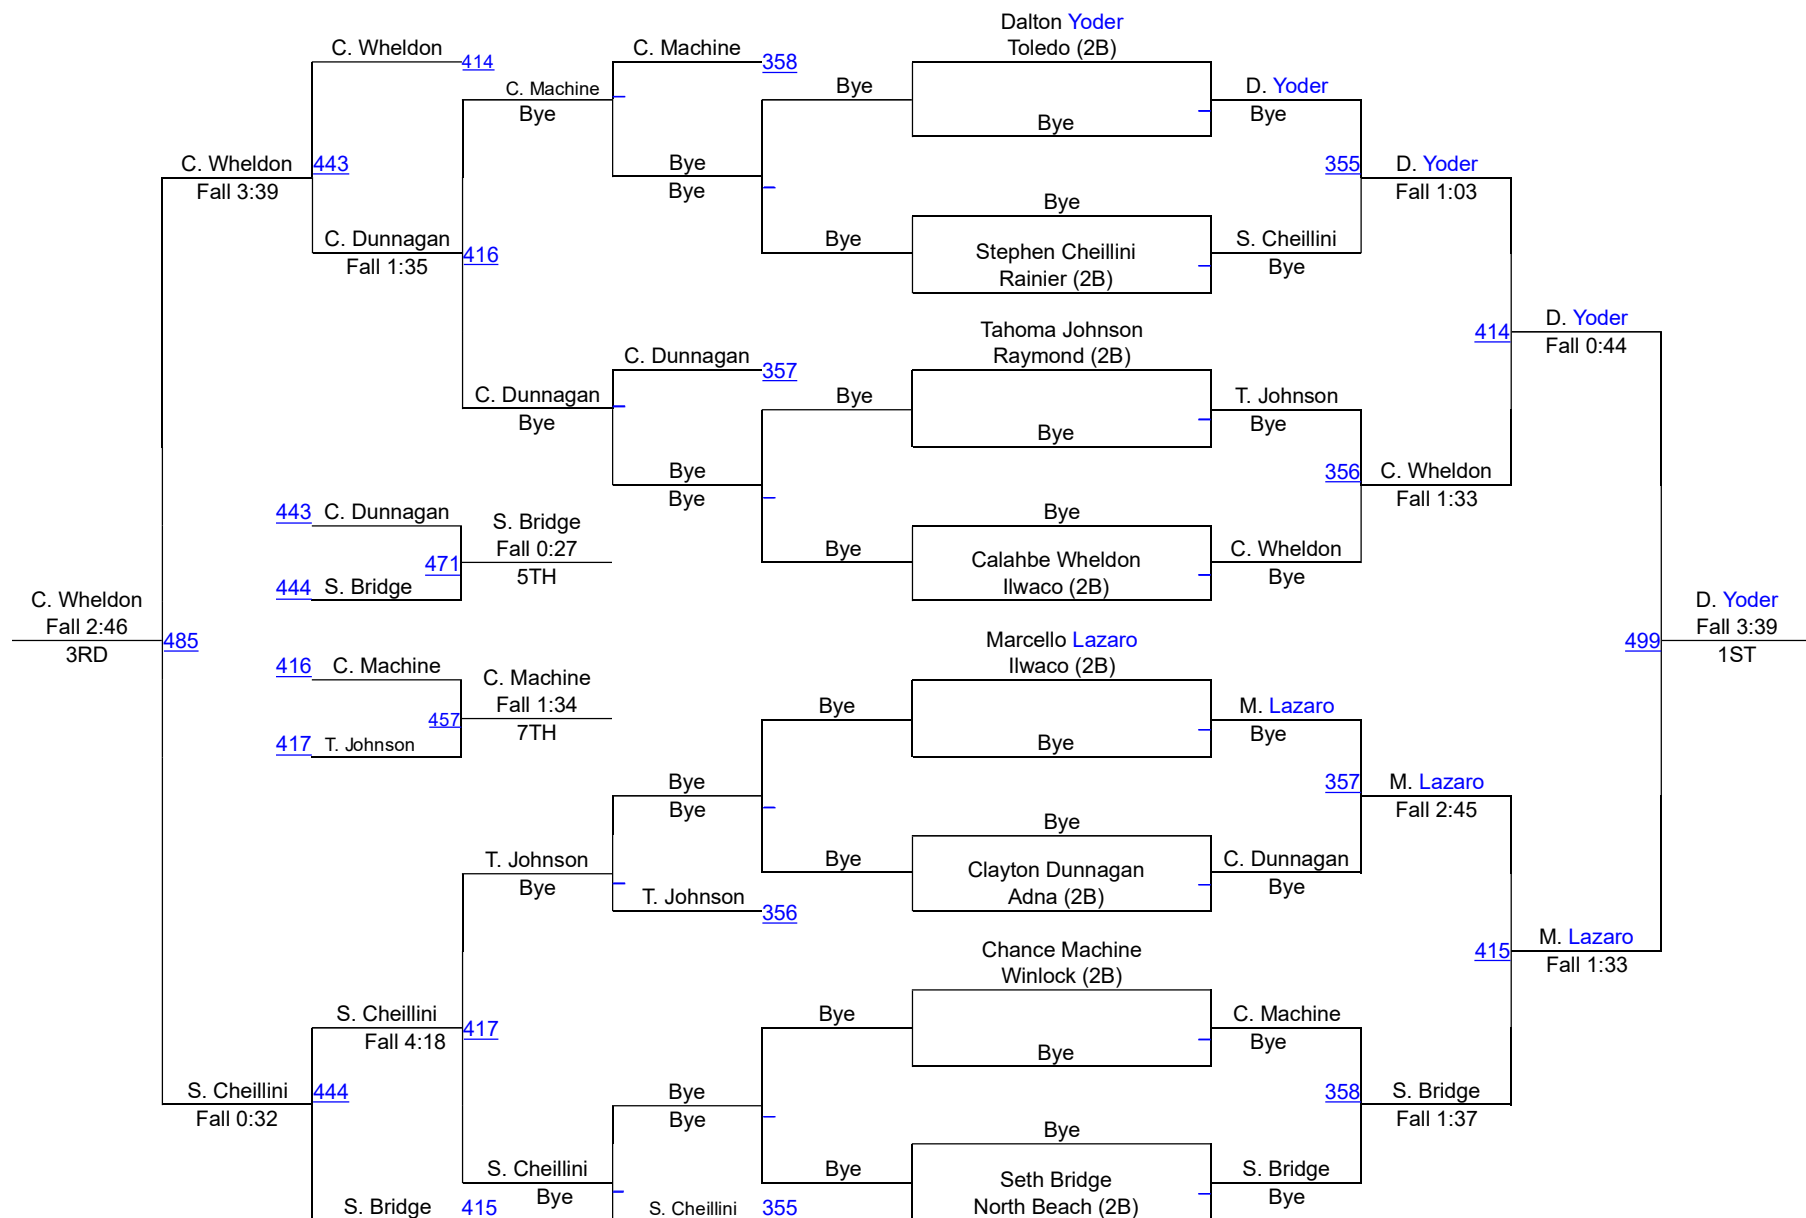 Dalton Yoder
Toledo (2B)
C. Wheldon
414
C. Machine
358
C. Machine
Bye
Bye
D. Yoder
Bye
Bye
C. Wheldon
443
Fall 3:39
Bye
Bye
355
D. Yoder
Fall 1:03
Bye
C. Dunnagan
416
Fall 1:35
Bye
Stephen Cheillini
Rainier (2B)
S. Cheillini
Bye
Tahoma Johnson
Raymond (2B)
414
D. Yoder
Fall 0:44
C. Dunnagan
357
C. Dunnagan
Bye
Bye
T. Johnson
Bye
Bye
Bye
Bye
356
C. Wheldon
Fall 1:33
443
C. Dunnagan
S. Bridge
Fall 0:27
5TH
471
444
S. Bridge
Bye
Bye
Calahbe Wheldon
Ilwaco (2B)
C. Wheldon
Bye
C. Wheldon
Fall 2:46
3RD
485
Marcello Lazaro
Ilwaco (2B)
499
D. Yoder
Fall 3:39
1ST
416
C. Machine
C. Machine
Fall 1:34
7TH
457
417
T. Johnson
Bye
M. Lazaro
Bye
Bye
Bye
Bye
357
M. Lazaro
Fall 2:45
Bye
T. Johnson
Bye
Bye
Clayton Dunnagan
Adna (2B)
C. Dunnagan
Bye
T. Johnson
356
Chance Machine
Winlock (2B)
415
M. Lazaro
Fall 1:33
S. Cheillini
417
Fall 4:18
Bye
C. Machine
Bye
Bye
S. Cheillini
444
Fall 0:32
Bye
Bye
358
S. Bridge
Fall 1:37
Bye
S. Cheillini
Bye
Bye
Seth Bridge
North Beach (2B)
S. Bridge
Bye
S. Bridge
415
S. Cheillini
355